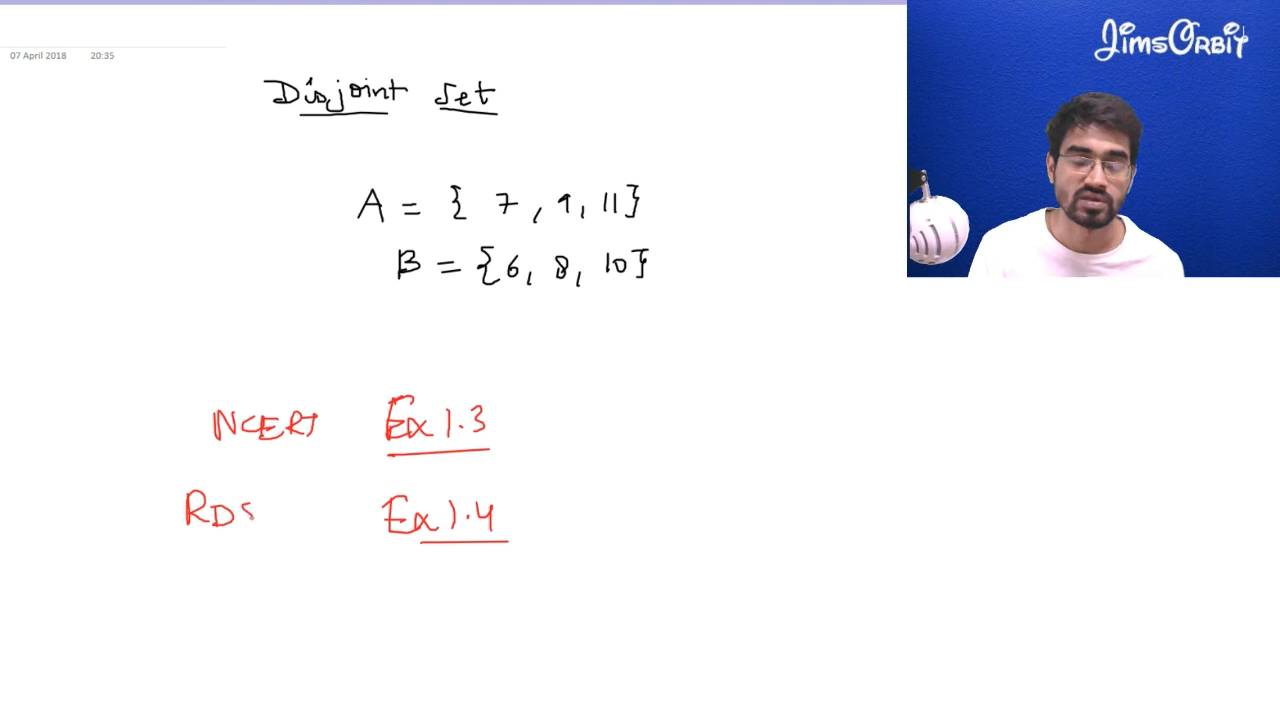 07 April 2018 20:35
JimsOrbit
Disjoint Set
A = { 7 , 9, 11}
B = {6, 8, 10}
NCERT Ex 1.3
RDS Ex 1.4